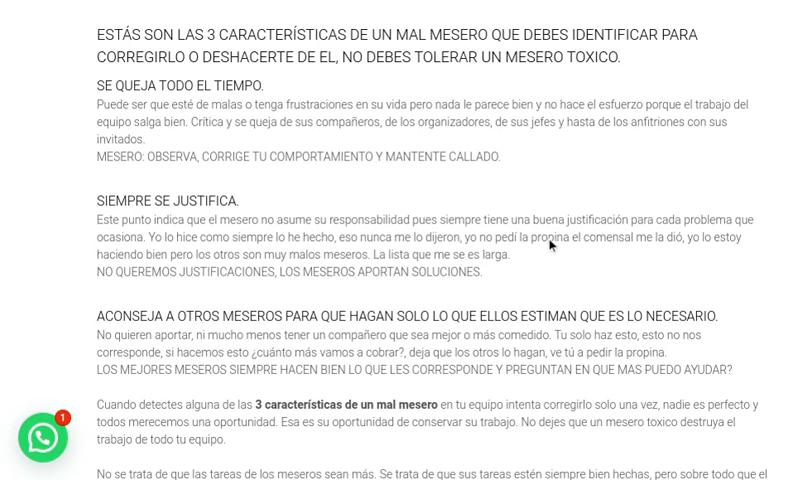 ESTÁS SON LAS 3 CARACTERÍSTICAS DE UN MAL MESERO QUE DEBES IDENTIFICAR PARA
CORREGIRLO O DESHACERTE DE EL, NO DEBES TOLERAR UN MESERO TOXICO.
SE QUEJA TODO EL TIEMPO.
Puede ser que esté de malas o tenga frustraciones en su vida pero nada le parece bien y no hace el esfuerzo porque el trabajo del
equipo salga bien. Crítica y se queja de sus compañeros, de los organizadores, de sus jefes y hasta de los anfitriones con sus
invitados.
MESERO: OBSERVA, CORRIGE TU COMPORTAMIENTO Y MANTENTE CALLADO.
SIEMPRE SE JUSTIFICA.
Este punto indica que el mesero no asume su responsabilidad pues siempre tiene una buena justificación para cada problema que
ocasiona. Yo lo hice como siempre lo he hecho, eso nunca me lo dijeron, yo no pedí la propina el comensal me la dió, yo lo estoy
haciendo bien pero los otros son muy malos meseros. La lista que me se es larga.
NO QUEREMOS JUSTIFICACIONES, LOS MESEROS APORTAN SOLUCIONES.
ACONSEJA A OTROS MESEROS PARA QUE HAGAN SOLO LO QUE ELLOS ESTIMAN QUE ES LO NECESARIO.
No quieren aportar, ni mucho menos tener un compañero que sea mejor o más comedido. Tu solo haz esto, esto no nos
corresponde, si hacemos esto ¿cuánto más vamos a cobrar?, deja que los otros lo hagan, ve tú a pedir la propina.
LOS MEJORES MESEROS SIEMPRE HACEN BIEN LO QUE LES CORRESPONDE Y PREGUNTAN EN QUE MAS PUEDO AYUDAR?
Cuando detectes alguna de las 3 características de un mal mesero en tu equipo intenta corregirlo solo una vez, nadie es perfecto y
todos merecemos una oportunidad. Esa es su oportunidad de conservar su trabajo. No dejes que un mesero toxico destruya el
trabajo de todo tu equipo.
1
No se trata de que las tareas de los meseros sean más. Se trata de que sus tareas estén siempre bien hechas, pero sobre todo que el